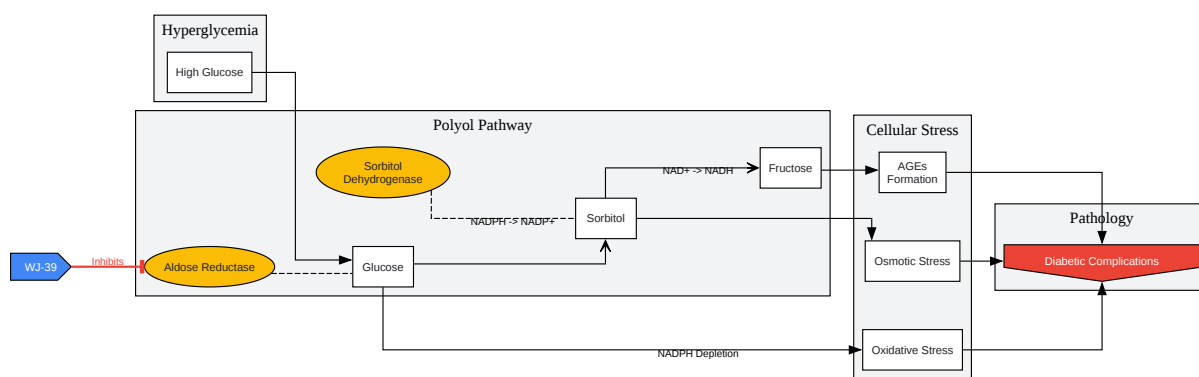 Hyperglycemia
High Glucose
Polyol Pathway
Cellular Stress
Sorbitol
Dehydrogenase
NAD+ -> NADH
Fructose
AGEs
Formation
NADPH -> NADP+
Sorbitol
Pathology
WJ-39
Inhibits
Aldose Reductase
Glucose
Osmotic Stress
Diabetic Complications
NADPH Depletion
Oxidative Stress